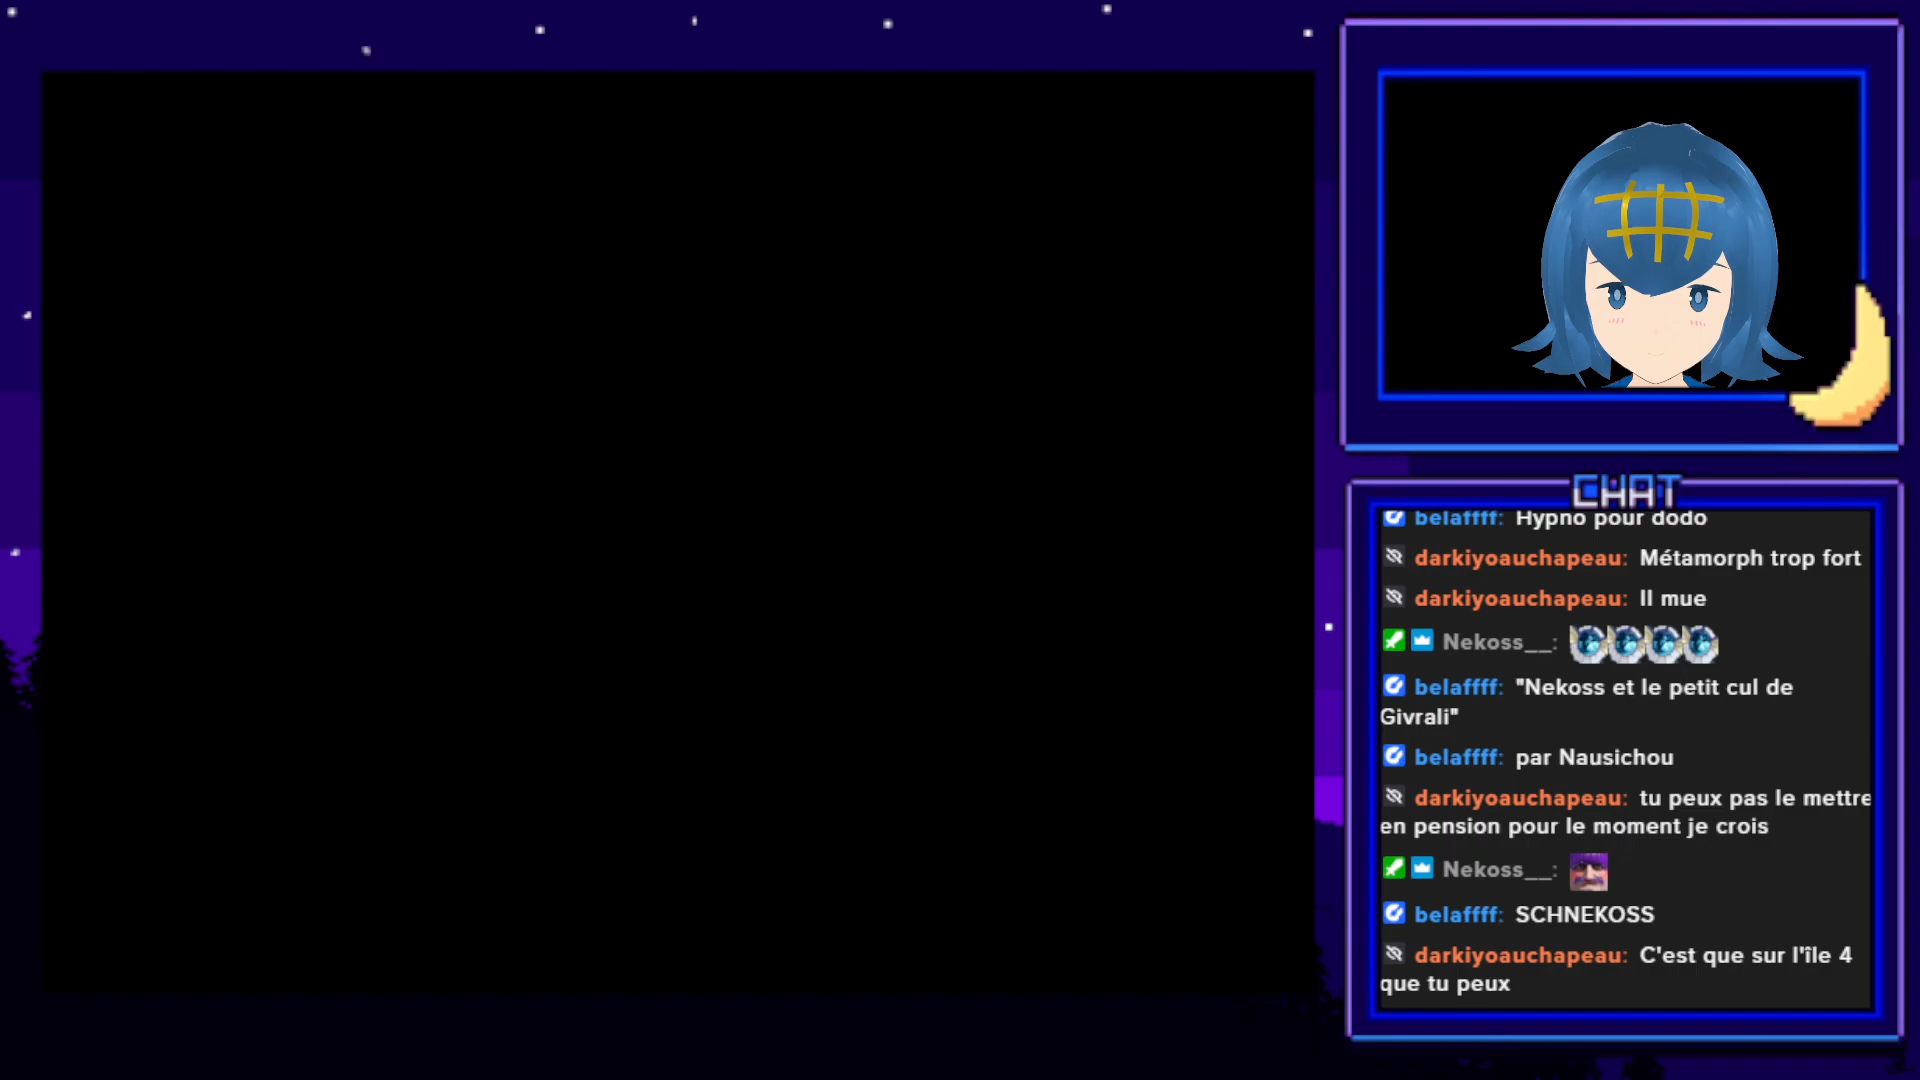 CHAT
belaffff: Hypno pour dodo
darkiyoauchapeau: Métamorph trop fort
darkiyoauchapeau: Il mue
Nekoss__:
belaffff: "Nekoss et le petit cul de
Givrali"
belaffff: par Nausichou
darkiyoauchapeau: tu peux pas le mettre
en pension pour le moment je crois
Nekoss__:
belaffff: SCHNEKOSS
darkiyoauchapeau: C'est que sur l'île 4
que tu peux